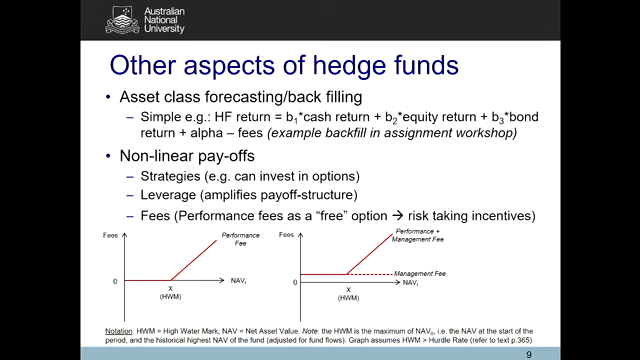 Australian
National
University
Other aspects of hedge funds
• Asset class forecasting/back filling
– Simple e.g.: HF return = b1*cash return + b2*equity return + b3*bond
return + alpha – fees (example backfill in assignment workshop)
• Non-linear pay-offs
– Strategies (e.g. can invest in options)
– Leverage (amplifies payoff-structure)
– Fees (Performance fees as a “free” option → risk taking incentives)
Fees
Performance
Fee
0
NAVt
X
(HWM)
Fees
Performance +
Management Fee
Management Fee
0
NAVt
X
(HWM)
Notation: HWM = High Water Mark; NAV = Net Asset Value. Note: the HWM is the maximum of NAV0, i.e. the NAV at the start of the
period, and the historical highest NAV of the fund (adjusted for fund flows). Graph assumes HWM > Hurdle Rate (refer to text p.365)
9